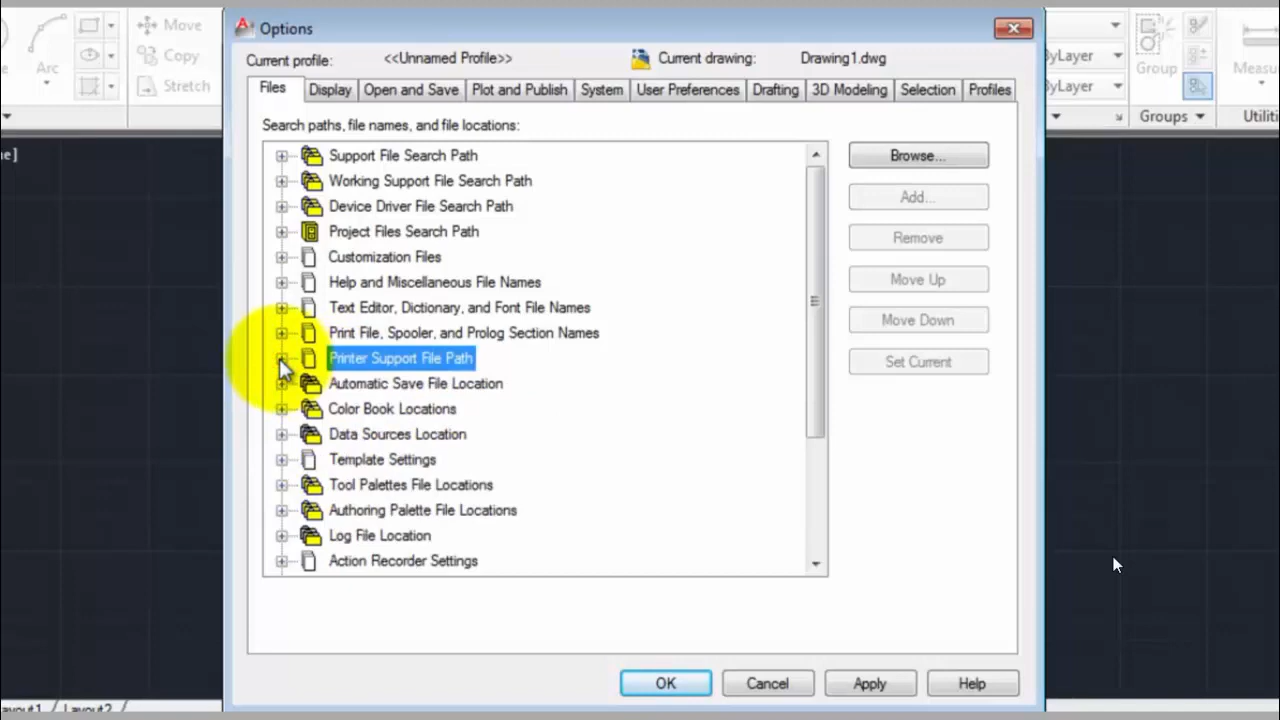 Options
Current profile: <<Unnamed Profile>> Current drawing: Drawing1.dwg
Files Display Open and Save Plot and Publish System User Preferences Drafting 3D Modeling Selection Profiles
Search paths, file names, and file locations:
Support File Search Path
Working Support File Search Path
Device Driver File Search Path
Project Files Search Path
Customization Files
Help and Miscellaneous File Names
Text Editor, Dictionary, and Font File Names
Print File, Spooler, and Prolog Section Names
Printer Support File Path
Automatic Save File Location
Color Book Locations
Data Sources Location
Template Settings
Tool Palettes File Locations
Authoring Palette File Locations
Log File Location
Action Recorder Settings
Browse...
Add...
Remove
Move Up
Move Down
Set Current
OK Cancel Apply Help
Arc
Move
Copy
Stretch
ByLayer
ByLayer
Group
Groups
Measu
Utiliti
ne]
Layout1 Layout2